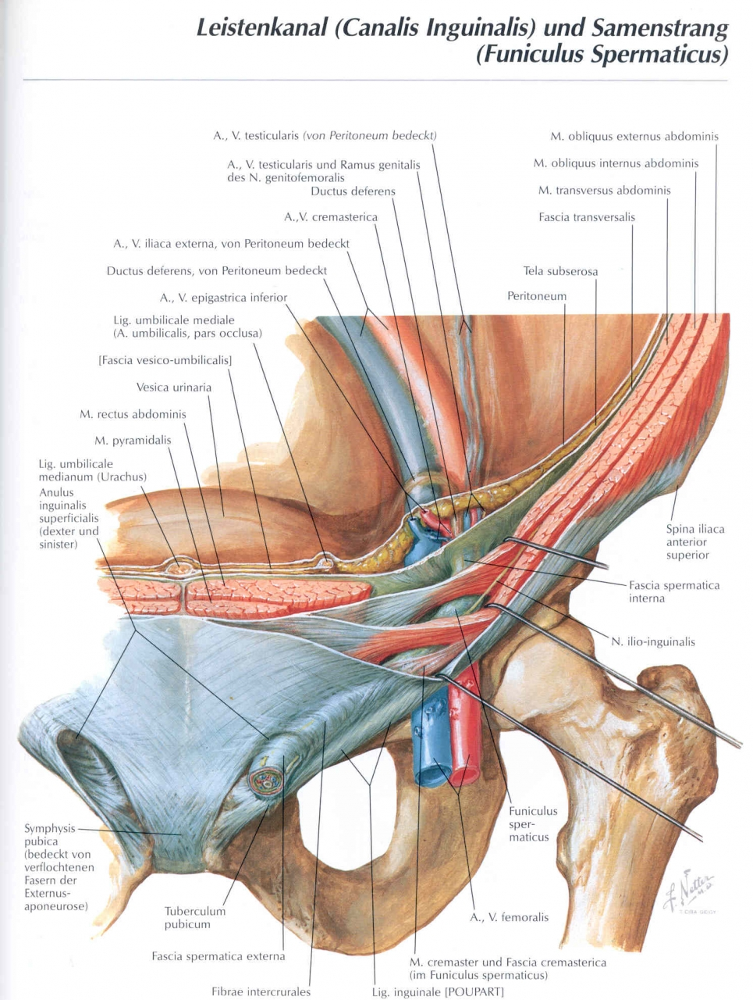 Leistenkanal (Canalis Inguinalis) und Samenstrang
(Funiculus Spermaticus)
A., V. testicularis (von Peritoneum bedeckt)
A., V. testicularis und Ramus genitalis
des N. genitofemoralis
Ductus deferens
A.,V. cremasterica
A., V. iliaca externa, von Peritoneum bedeckt
Ductus deferens, von Peritoneum bedeckt
A., V. epigastrica inferior
Lig. umbilicale mediale
(A. umbilicalis, pars occlusa)
[Fascia vesico-umbilicalis]
Vesica urinaria
M. rectus abdominis
M. pyramidalis
Lig. umbilicale
medianum (Urachus)
Anulus
inguinalis
superficialis
(dexter und
sinister)
M. obliquus externus abdominis
M. obliquus internus abdominis
M. transversus abdominis
Fascia transversalis
Tela subserosa
Peritoneum
Spina iliaca
anterior
superior
Fascia spermatica
interna
N. ilio-inguinalis
Symphysis
pubica
(bedeckt von
verflochtenen
Fasern der
Externus-
aponeurose)
Tuberculum
pubicum
Fascia spermatica externa
Fibrae intercrurales
Lig. inguinale [POUPART]
M. cremaster und Fascia cremasterica
(im Funiculus spermaticus)
A., V. femoralis
Funiculus
sper-
maticus
F. Netter
M.D.
CIBA-GEIGY